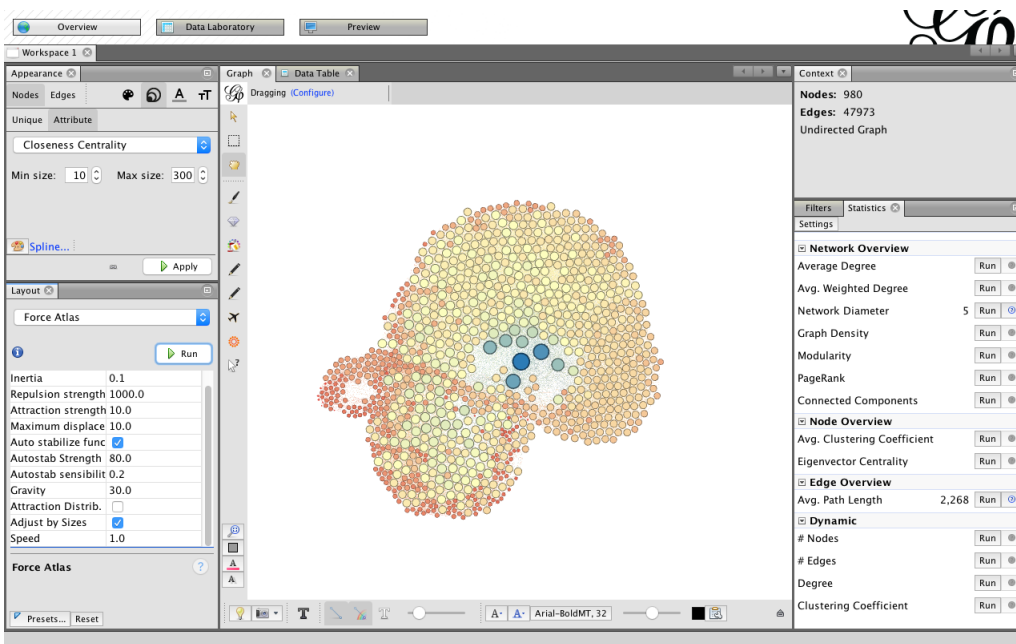 Overview Data Laboratory Preview
Workspace 1
Appearance
Nodes Edges
Unique Attribute
Closeness Centrality
Min size: 10 Max size: 300
Spline...
Apply
Layout
Force Atlas
Run
Inertia 0.1
Repulsion strength 1000.0
Attraction strength 10.0
Maximum displace 10.0
Auto stabilize func
Autostab Strength 80.0
Autostab sensibilit 0.2
Gravity 30.0
Attraction Distrib.
Adjust by Sizes
Speed 1.0
Force Atlas
Presets... Reset
Graph Data Table
Dragging (Configure)
A- A- Arial-BoldMT, 32
Context
Nodes: 980
Edges: 47973
Undirected Graph
Filters Statistics
Settings
Network Overview
Average Degree Run
Avg. Weighted Degree Run
Network Diameter 5 Run
Graph Density Run
Modularity Run
PageRank Run
Connected Components Run
Node Overview
Avg. Clustering Coefficient Run
Eigenvector Centrality Run
Edge Overview
Avg. Path Length 2,268 Run
Dynamic
# Nodes Run
# Edges Run
Degree Run
Clustering Coefficient Run